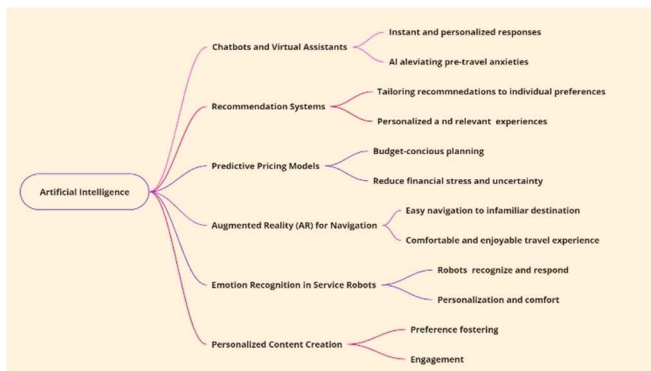 Artificial Intelligence
Chatbots and Virtual Assistants
Instant and personalized responses
AI aleviating pre-travel anxieties
Recommendation Systems
Tailoring recommnedations to individual preferences
Personalized a nd relevant experiences
Predictive Pricing Models
Budget-concious planning
Reduce financial stress and uncertainty
Augmented Reality (AR) for Navigation
Easy navigation to infamiliar destination
Comfortable and enjoyable travel experience
Emotion Recognition in Service Robots
Robots recognize and respond
Personalization and comfort
Personalized Content Creation
Preference fostering
Engagement